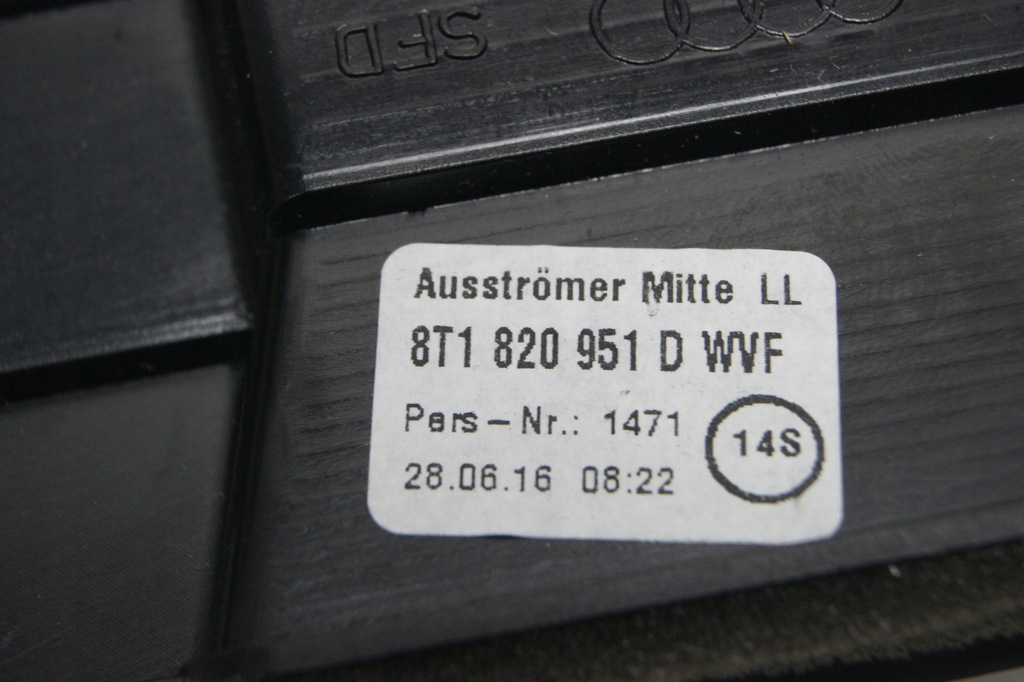 SFD
Ausströmer Mitte LL
8T1 820 951 D WVF
Pers-Nr.: 1471
14S
28.06.16 08:22